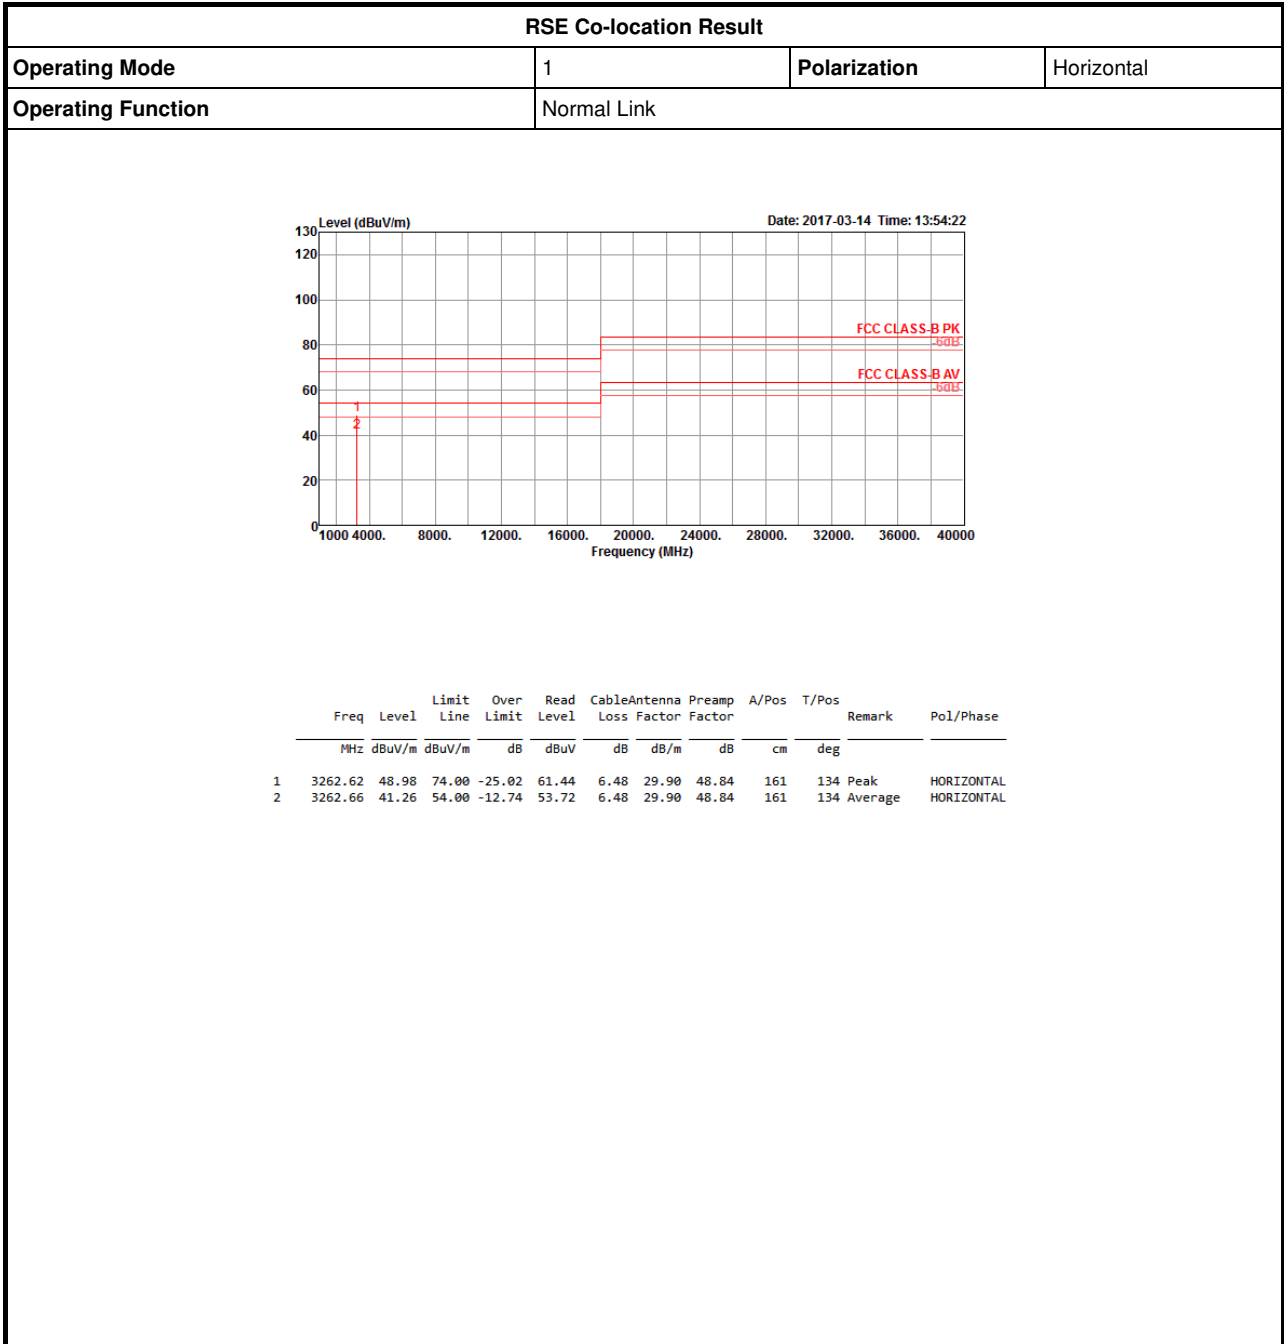 RSE Co-location Result
Operating Mode 1 Polarization Horizontal
Operating Function Normal Link
Level (dBuV/m) Date: 2017-03-14 Time: 13:54:22
130
120
100
80
60
40
20
0
FCC CLASS-B PK
-6dB
FCC CLASS-B AV
-6dB
1
2
1000 4000. 8000. 12000. 16000. 20000. 24000. 28000. 32000. 36000. 40000
Frequency (MHz)
Limit Over Read CableAntenna Preamp A/Pos T/Pos
Freq Level Line Limit Level Loss Factor Factor Remark Pol/Phase
MHz dBuV/m dBuV/m dB dBuV dB dB/m dB cm deg
1 3262.62 48.98 74.00 -25.02 61.44 6.48 29.90 48.84 161 134 Peak HORIZONTAL
2 3262.66 41.26 54.00 -12.74 53.72 6.48 29.90 48.84 161 134 Average HORIZONTAL